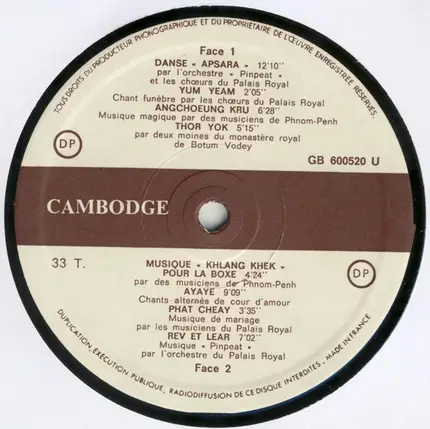 TOUS DROITS DU PRODUCTEUR PHONOGRAPHIQUE ET DU PROPRIETAIRE DE L'ŒUVRE ENREGISTREE RESERVES.
Face 1
DANSE « APSARA » 12'10"
par l'orchestre « Pinpeat »
et les chœurs du Palais Royal
YUM YEAM 2'05"
Chant funèbre par les chœurs du Palais Royal
ANGCHOEUNG KRU 6'28"
Musique magique par des musiciens de Phnom-Penh
THOR YOK 5'15"
par deux moines du monastère royal
de Botum Vodey
DP
GB 600520 U
CAMBODGE
33 T.
MUSIQUE « KHLANG KHEK »
POUR LA BOXE 4'24"
par des musiciens de Phnom-Penh
DP
AYAYE 9'09"
Chants alternés de cour d'amour
PHAT CHEAY 3'35"
Musique de mariage
par les musiciens du Palais Royal
REV ET LEAR 7'02"
Musique « Pinpeat »
par l'orchestre du Palais Royal
Face 2
DUPLICATION, EXECUTION PUBLIQUE, RADIODIFFUSION DE CE DISQUE INTERDITES, MADE IN FRANCE